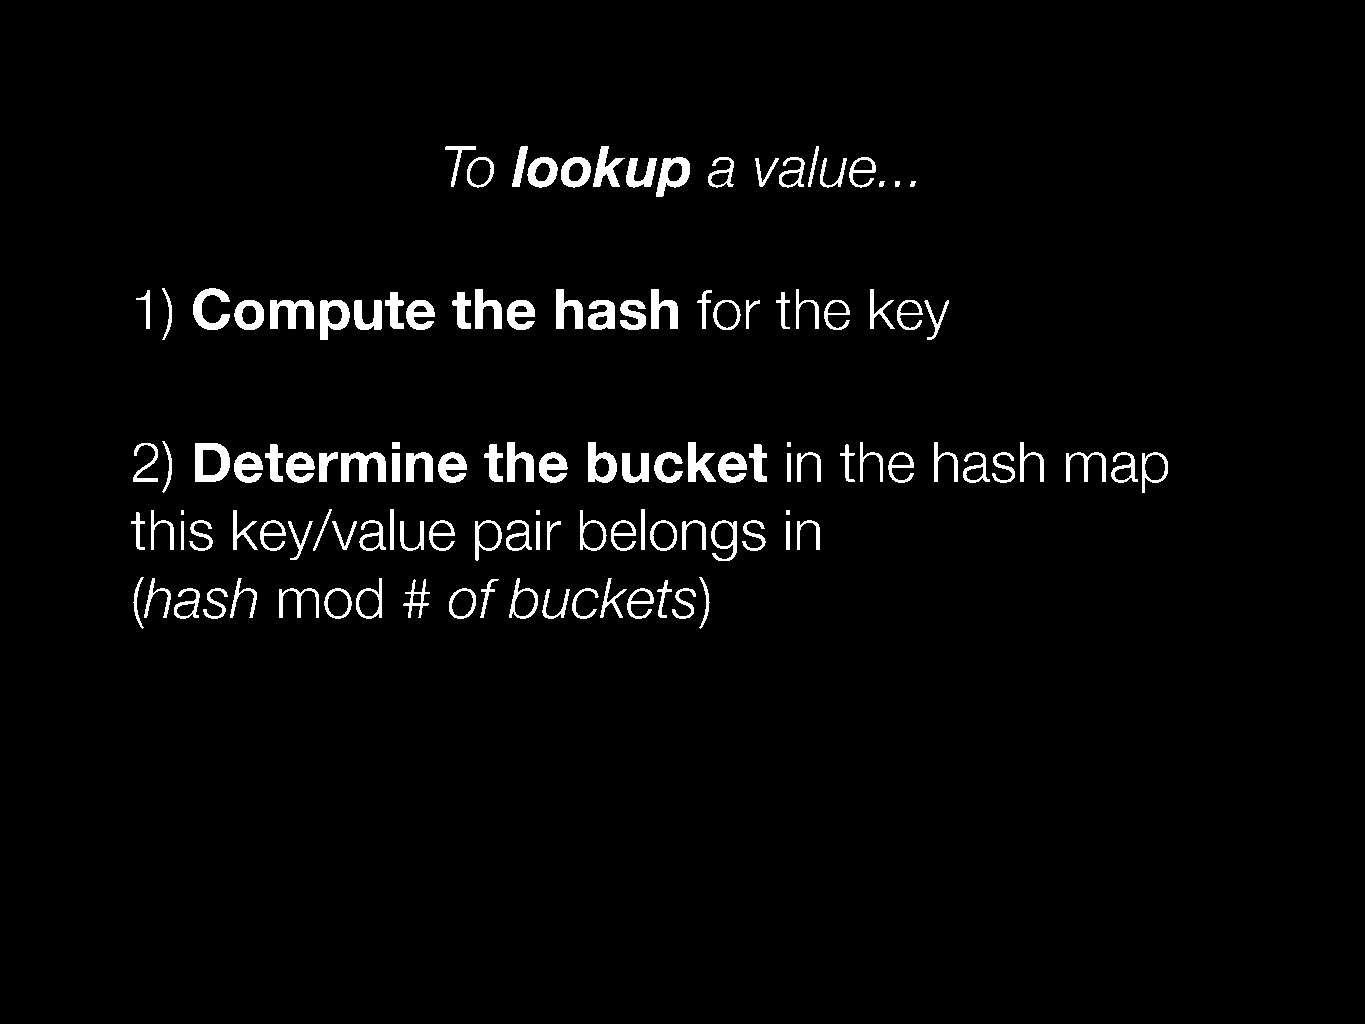 To lookup a value...
1) Compute the hash for the key
2) Determine the bucket in the hash map
this key/value pair belongs in
(hash mod # of buckets)